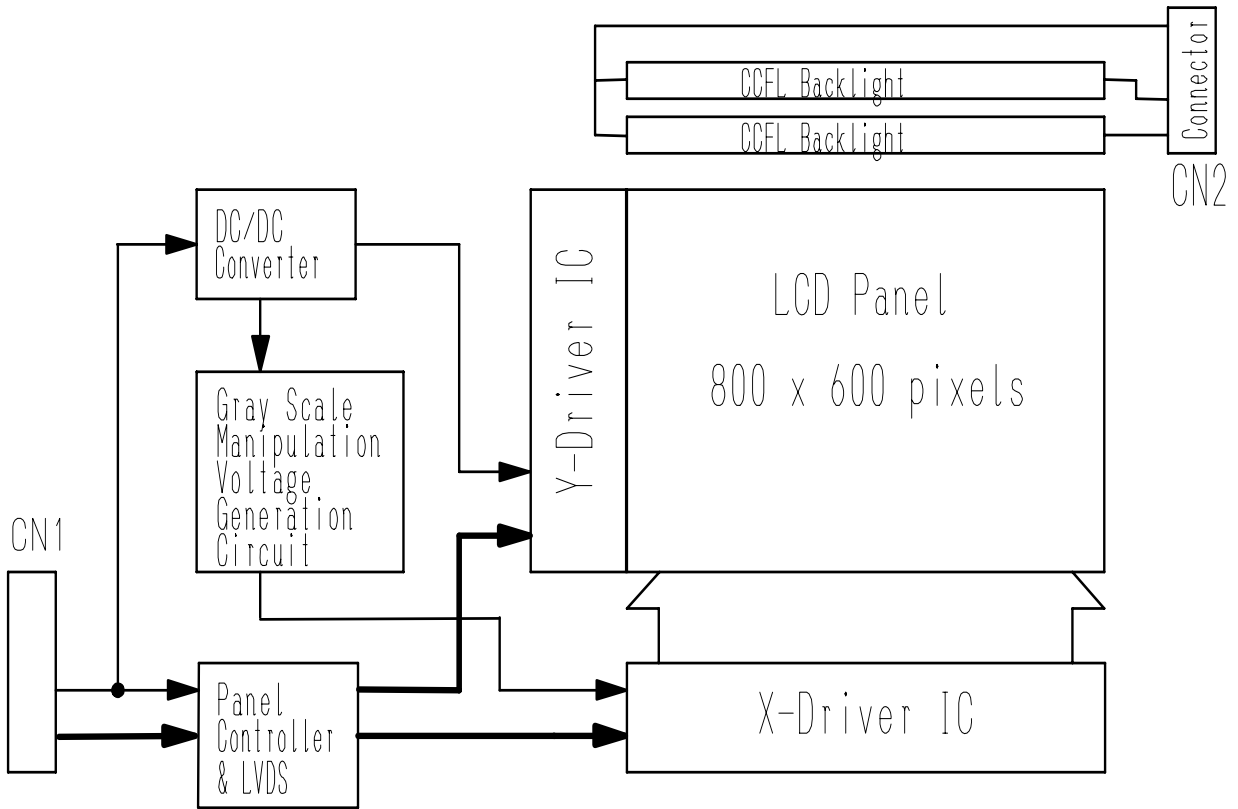 CCFL Backlight
CCFL Backlight
Connector
CN2
DC/DC
Converter
Y-Driver IC
LCD Panel
800 x 600 pixels
Gray Scale
Manipulation
Voltage
Generation
Circuit
CN1
Panel
Controller
& LVDS
X-Driver IC